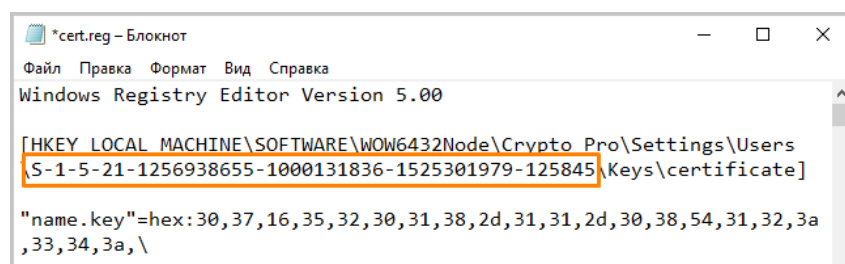 *cert.reg – Блокнот
Файл Правка Формат Вид Справка
Windows Registry Editor Version 5.00
[HKEY_LOCAL_MACHINE\SOFTWARE\WOW6432Node\Crypto Pro\Settings\Users
\S-1-5-21-1256938655-1000131836-1525301979-125845\Keys\certificate]
"name.key"=hex:30,37,16,35,32,30,31,38,2d,31,31,2d,30,38,54,31,32,3a
,33,34,3a,\